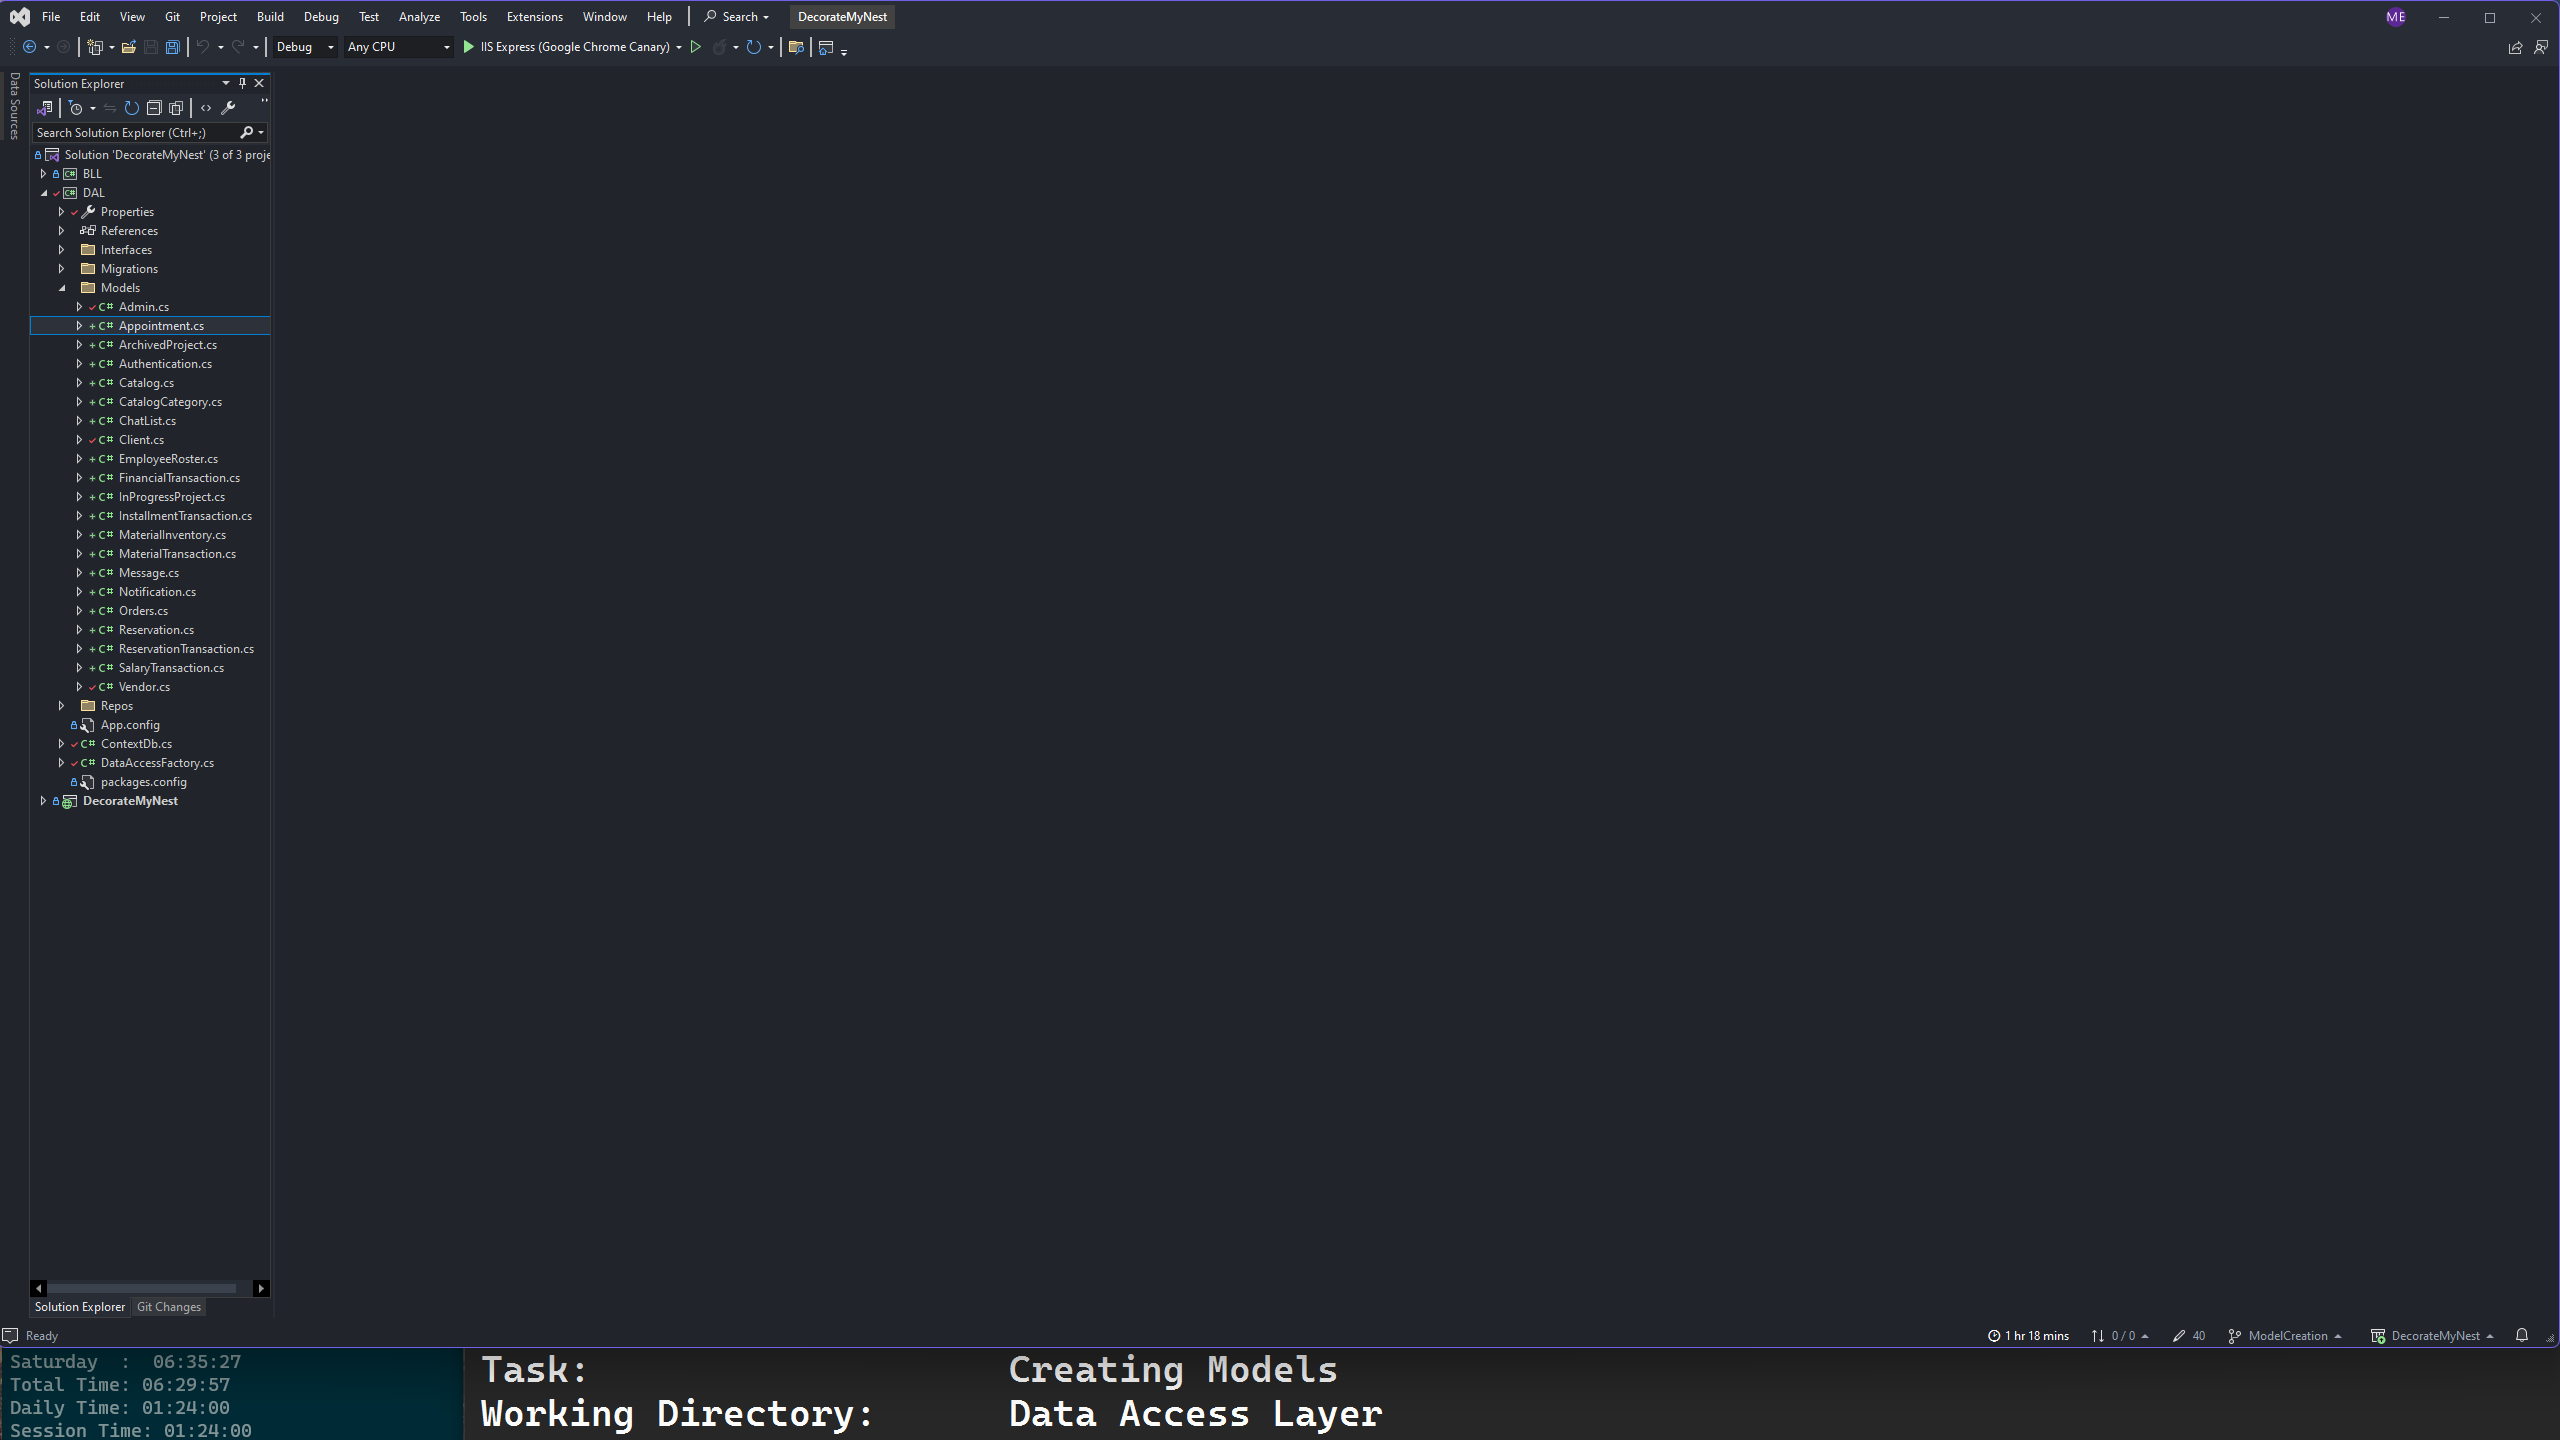 File Edit View Git Project Build Debug Test Analyze Tools Extensions Window Help Search DecorateMyNest ME
Debug Any CPU IIS Express (Google Chrome Canary)
Data Sources
Solution Explorer
Search Solution Explorer (Ctrl+;)
Solution 'DecorateMyNest' (3 of 3 proje
C# BLL
C# DAL
Properties
References
Interfaces
Migrations
Models
C# Admin.cs
+ C# Appointment.cs
+ C# ArchivedProject.cs
+ C# Authentication.cs
+ C# Catalog.cs
+ C# CatalogCategory.cs
+ C# ChatList.cs
C# Client.cs
+ C# EmployeeRoster.cs
+ C# FinancialTransaction.cs
+ C# InProgressProject.cs
+ C# InstallmentTransaction.cs
+ C# MaterialInventory.cs
+ C# MaterialTransaction.cs
+ C# Message.cs
+ C# Notification.cs
+ C# Orders.cs
+ C# Reservation.cs
+ C# ReservationTransaction.cs
+ C# SalaryTransaction.cs
C# Vendor.cs
Repos
App.config
C# ContextDb.cs
C# DataAccessFactory.cs
packages.config
DecorateMyNest
Solution Explorer Git Changes
Ready 1 hr 18 mins 0 / 0 40 ModelCreation DecorateMyNest
Saturday  :  06:35:27
Total Time: 06:29:57
Daily Time: 01:24:00
Session Time: 01:24:00
Task: Creating Models
Working Directory: Data Access Layer